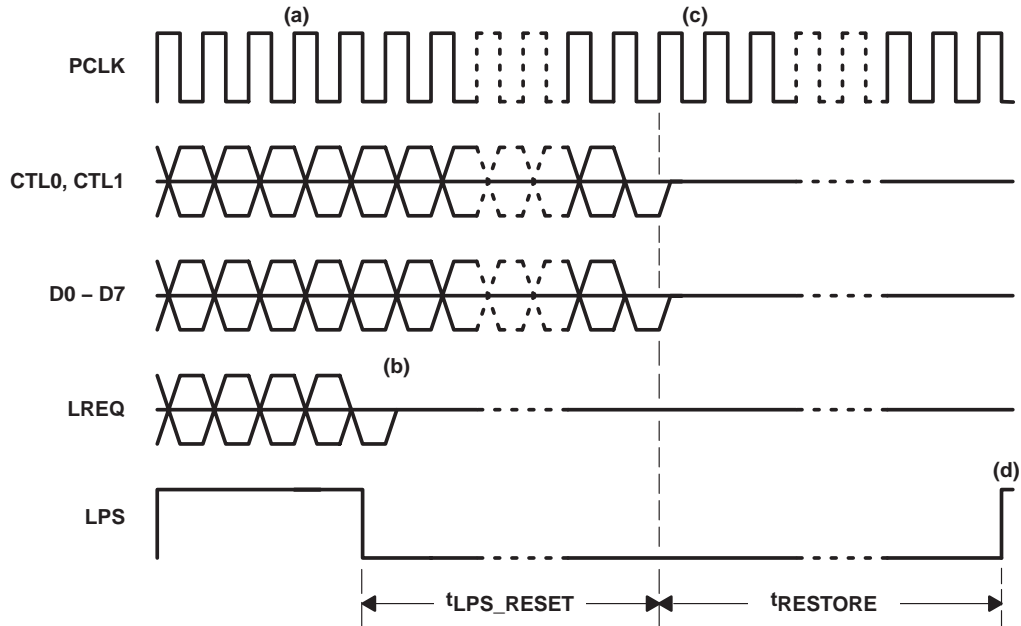 (a) (c)
PCLK
CTL0, CTL1
D0 – D7
(b)
LREQ
(d)
LPS
tLPS_RESET tRESTORE